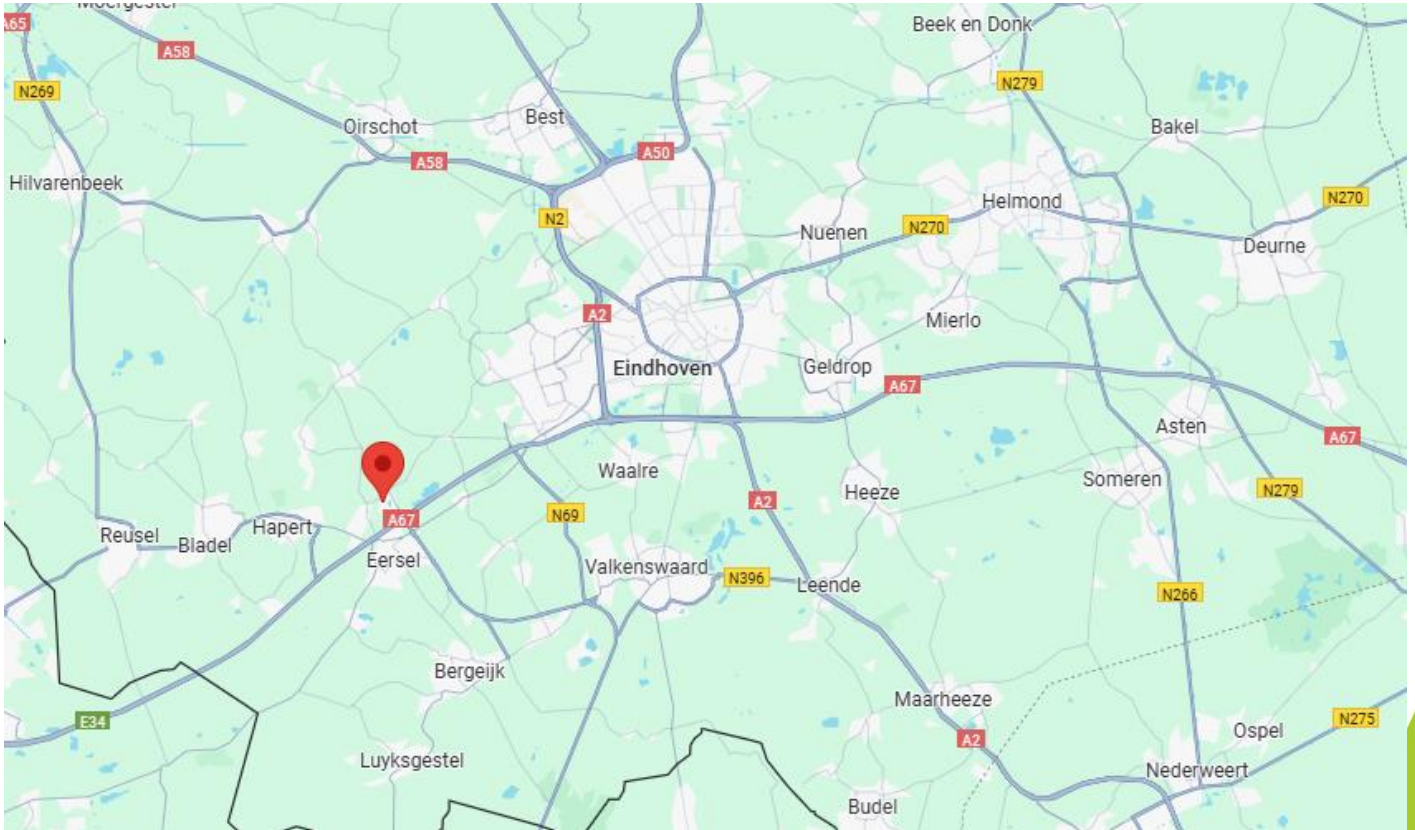 Moergestel
Beek en Donk
A65
A58
N279
N269
Best
Oirschot
Bakel
A50
A58
Hilvarenbeek
N270
Helmond
N2
N270
Nuenen
Deurne
A2
Mierlo
Eindhoven
Geldrop
A67
Asten
A67
Waalre
Someren
Heeze
N279
A2
N69
A67
Hapert
Reusel
Bladel
Eersel
Valkenswaard
N396
Leende
N266
Bergeijk
Maarheeze
E34
N275
Ospel
A2
Luyksgestel
Nederweert
Budel